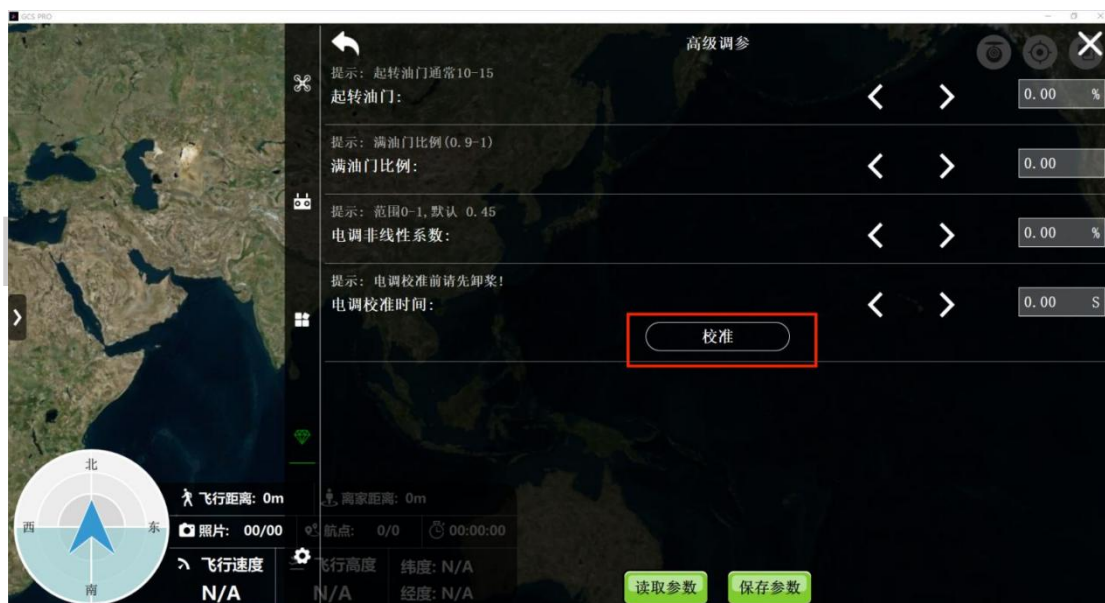 GCS PRO
高级调参
提示: 起转油门通常10-15
起转油门:
0.00 %
提示: 满油门比例(0.9-1)
满油门比例:
0.00
提示: 范围0-1,默认 0.45
电调非线性系数:
0.00 %
提示: 电调校准前请先卸桨!
电调校准时间:
0.00 S
校准
北
西
东
南
飞行距离: 0m
离家距离: 0m
照片: 00/00
航点: 0/0
00:00:00
飞行速度
飞行高度
纬度: N/A
N/A
N/A
经度: N/A
读取参数
保存参数